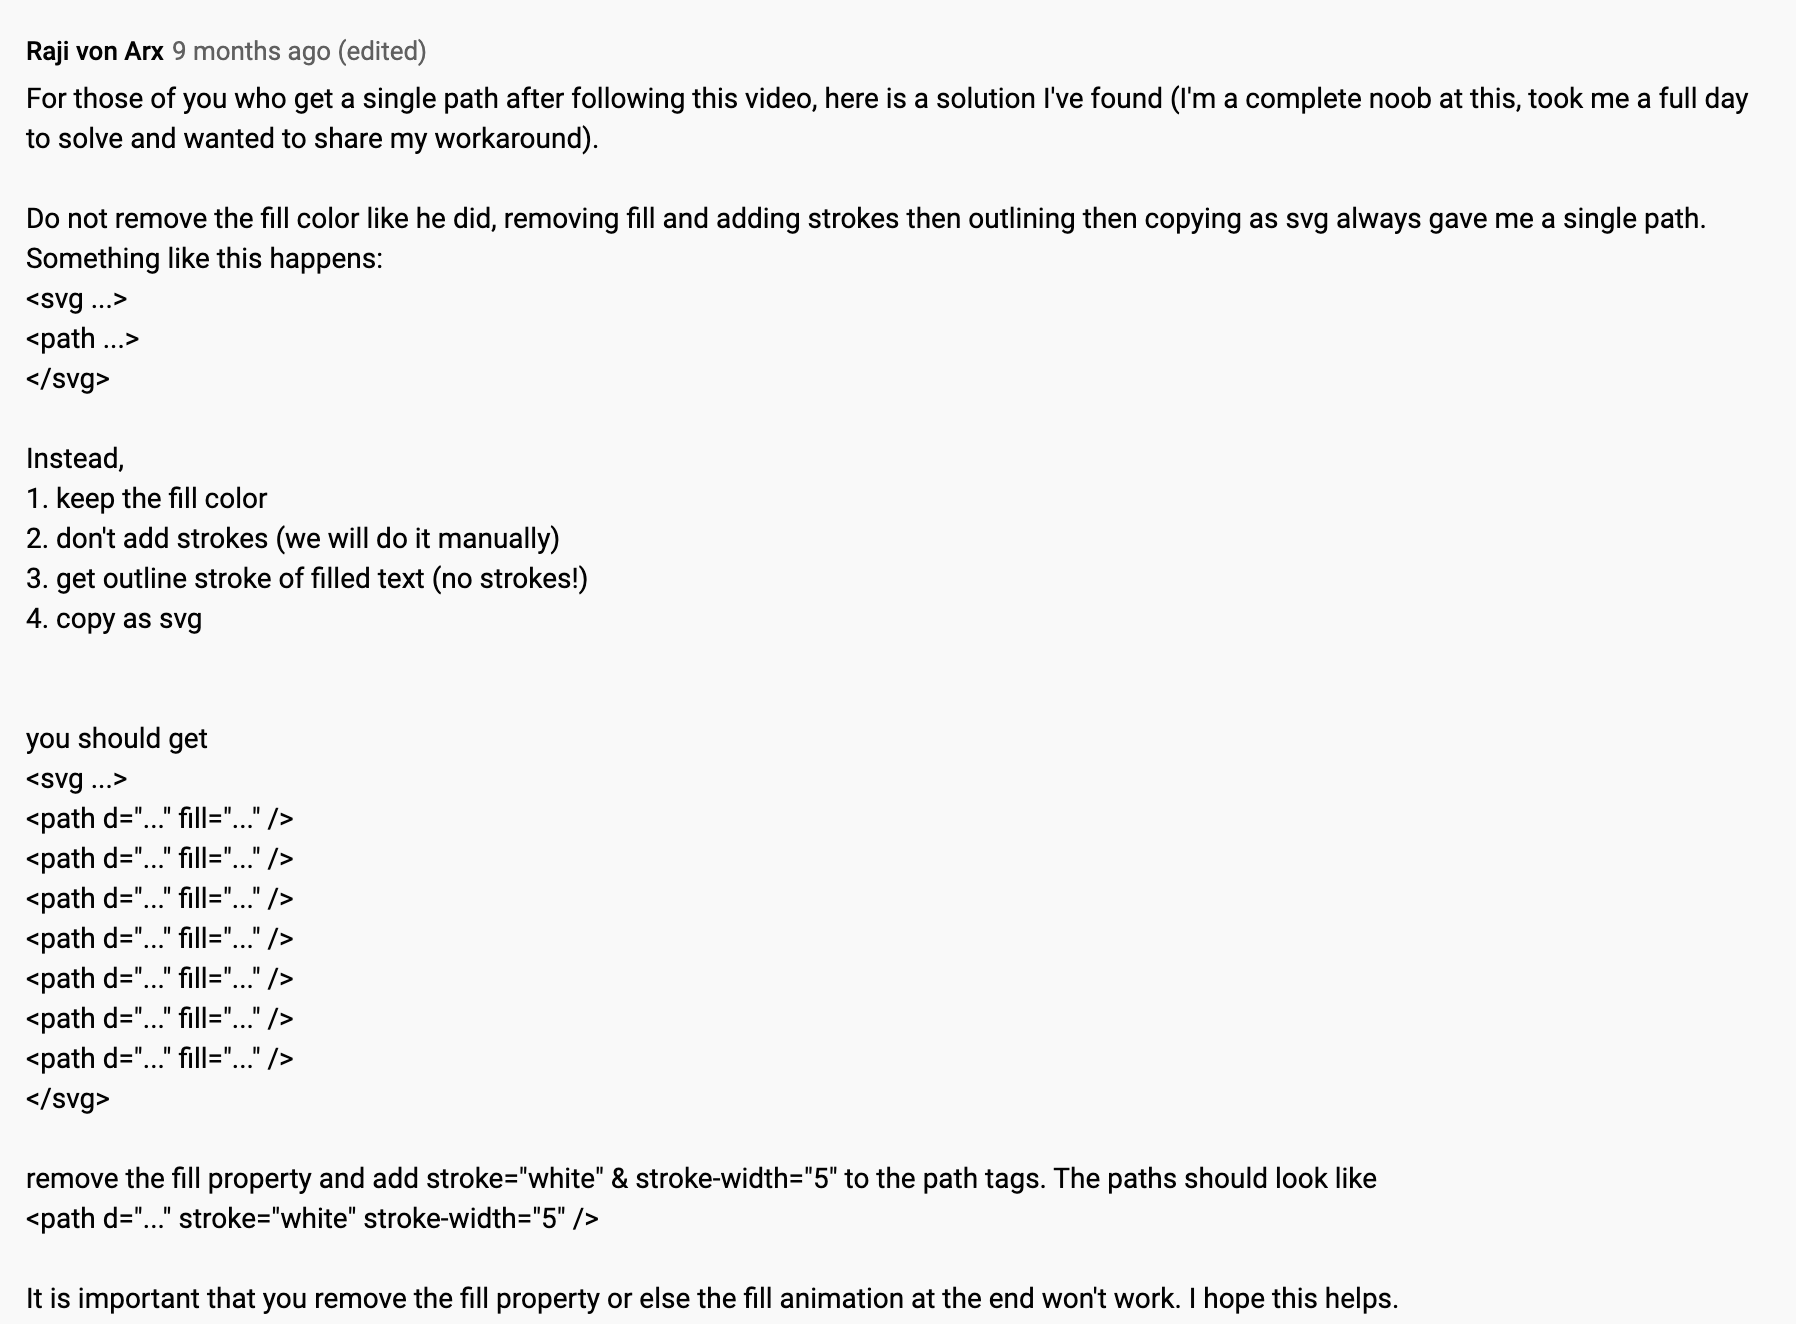 Raji von Arx 9 months ago (edited)
For those of you who get a single path after following this video, here is a solution I've found (I'm a complete noob at this, took me a full day
to solve and wanted to share my workaround).
Do not remove the fill color like he did, removing fill and adding strokes then outlining then copying as svg always gave me a single path.
Something like this happens:
<svg ...>
<path ...>
</svg>
Instead,
1. keep the fill color
2. don't add strokes (we will do it manually)
3. get outline stroke of filled text (no strokes!)
4. copy as svg
you should get
<svg ...>
<path d="..." fill="..." />
<path d="..." fill="..." />
<path d="..." fill="..." />
<path d="..." fill="..." />
<path d="..." fill="..." />
<path d="..." fill="..." />
<path d="..." fill="..." />
</svg>
remove the fill property and add stroke="white" & stroke-width="5" to the path tags. The paths should look like
<path d="..." stroke="white" stroke-width="5" />
It is important that you remove the fill property or else the fill animation at the end won't work. I hope this helps.